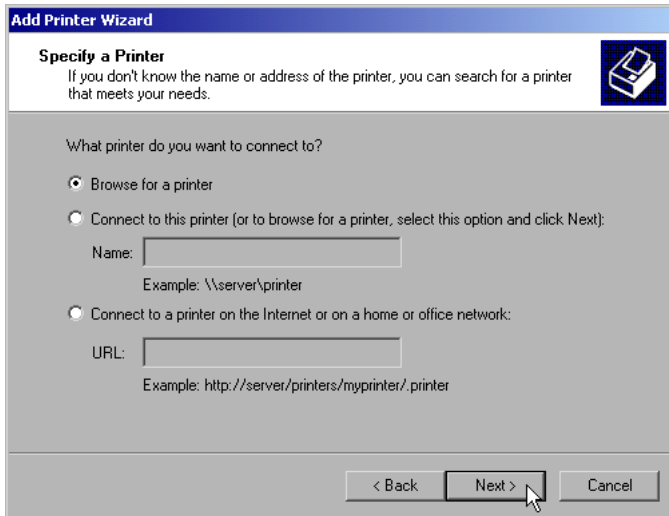 Add Printer Wizard
Specify a Printer
If you don't know the name or address of the printer, you can search for a printer
that meets your needs.
What printer do you want to connect to?
Browse for a printer
Connect to this printer (or to browse for a printer, select this option and click Next):
Name:
Example: \\server\printer
Connect to a printer on the Internet or on a home or office network:
URL:
Example: http://server/printers/myprinter/.printer
< Back Next > Cancel